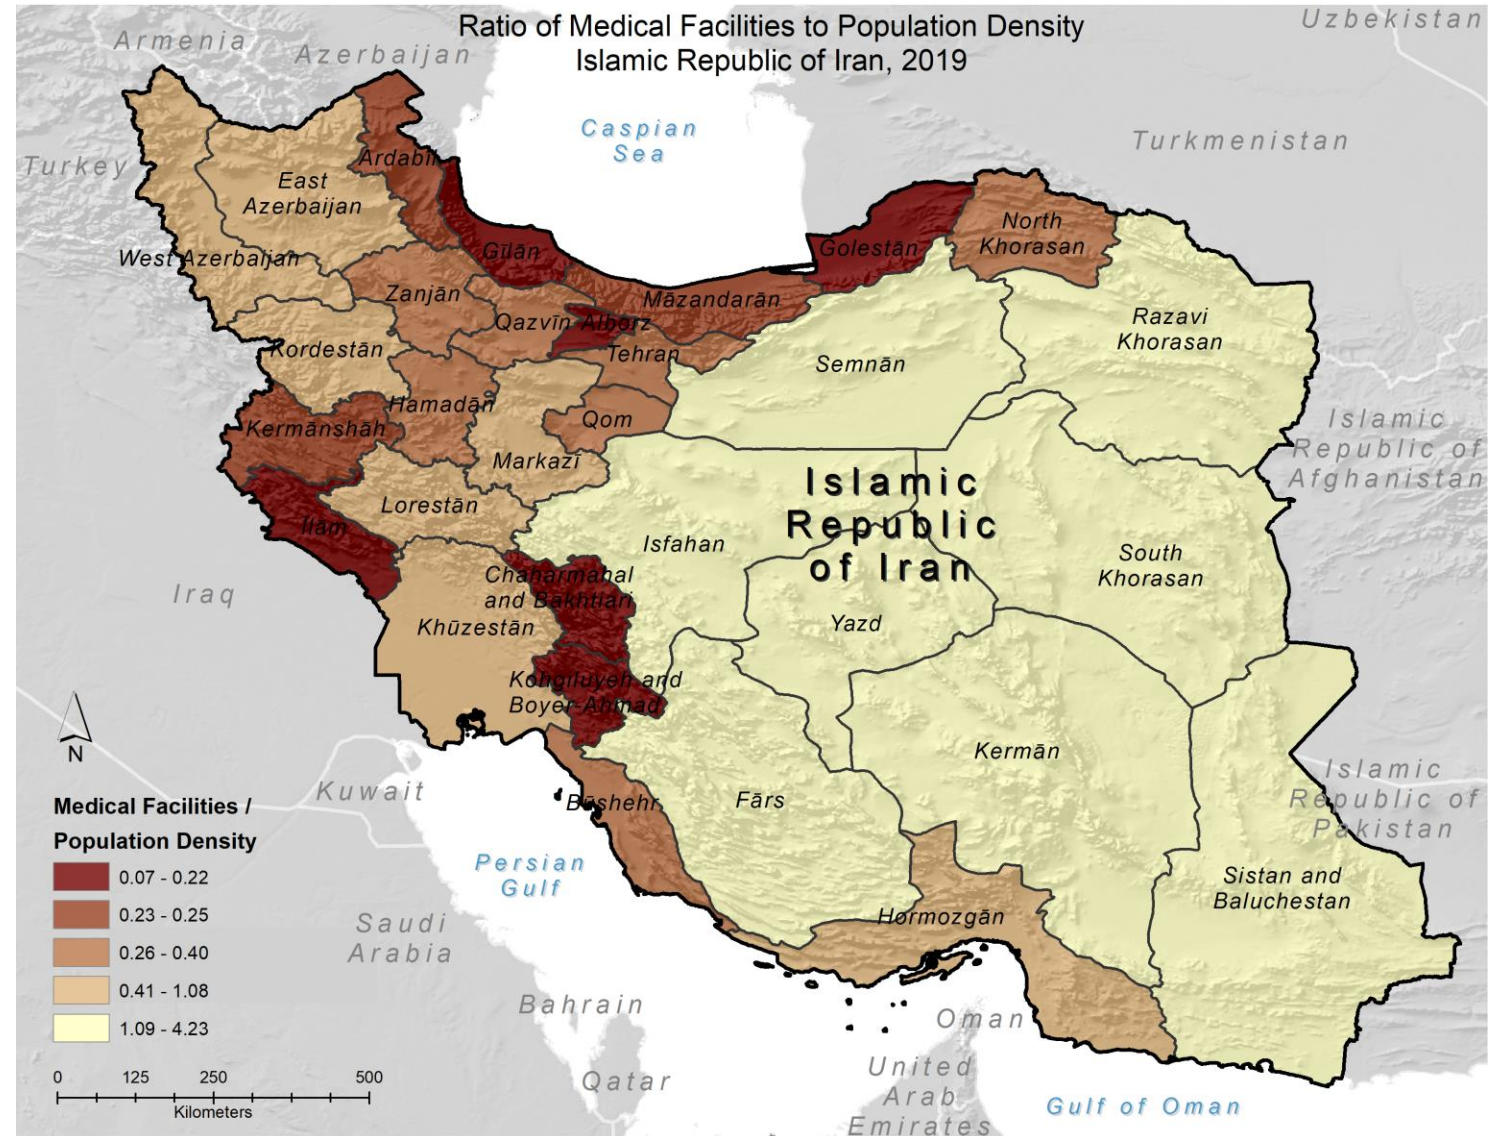 Ratio of Medical Facilities to Population Density
Islamic Republic of Iran, 2019
Uzbekistan
Armenia
Azerbaijan
Caspian
Sea
Turkmenistan
Turkey
Ardabil
East
Azerbaijan
North
Khorasan
Gīlān
Golestān
West Azerbaijan
Zanjān
Māzandarān
Qazvīn
Alborz
Razavi
Khorasan
Kordestān
Tehran
Semnān
Hamadān
Qom
Kermānshāh
Islamic
Republic of
Afghanistan
Markazī
Lorestān
Islamic
Republic
of Iran
Īlām
Isfahan
South
Khorasan
Chaharmahal
and Bakhtiari
Iraq
Khūzestān
Yazd
Kohgiluyeh and
Boyer-Ahmad
N
Kermān
Kuwait
Islamic
Republic of
Pakistan
Būshehr
Fārs
Medical Facilities /
Population Density
0.07 - 0.22
0.23 - 0.25
0.26 - 0.40
0.41 - 1.08
1.09 - 4.23
Persian
Gulf
Sistan and
Baluchestan
Saudi
Arabia
Hormozgān
Bahrain
Oman
Qatar
United
Arab
Emirates
Gulf of Oman
0 125 250 500
Kilometers